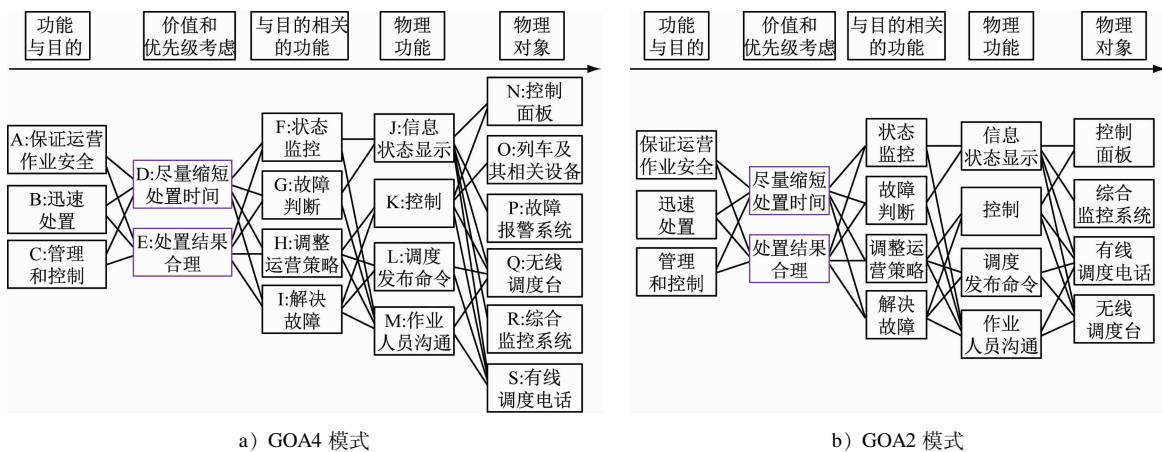 功能
与目的
价值和
优先级考虑
与目的相关
的功能
物理
功能
物理
对象
A:保证运营
作业安全
B:迅速
处置
C:管理
和控制
D:尽量缩短
处置时间
E:处置结果
合理
F:状态
监控
G:故障
判断
H:调整
运营策略
I:解决
故障
J:信息
状态显示
K:控制
L:调度
发布命令
M:作业
人员沟通
N:控制
面板
O:列车及
其相关设备
P:故障
报警系统
Q:无线
调度台
R:综合
监控系统
S:有线
调度电话
a）GOA4 模式
功能
与目的
价值和
优先级考虑
与目的相关
的功能
物理
功能
物理
对象
保证运营
作业安全
迅速
处置
管理
和控制
尽量缩短
处置时间
处置结果
合理
状态
监控
故障
判断
调整运
营策略
解决
故障
信息
状态显示
控制
调度
发布命令
作业
人员沟通
控制
面板
综合
监控系统
有线
调度电话
无线
调度台
b）GOA2 模式